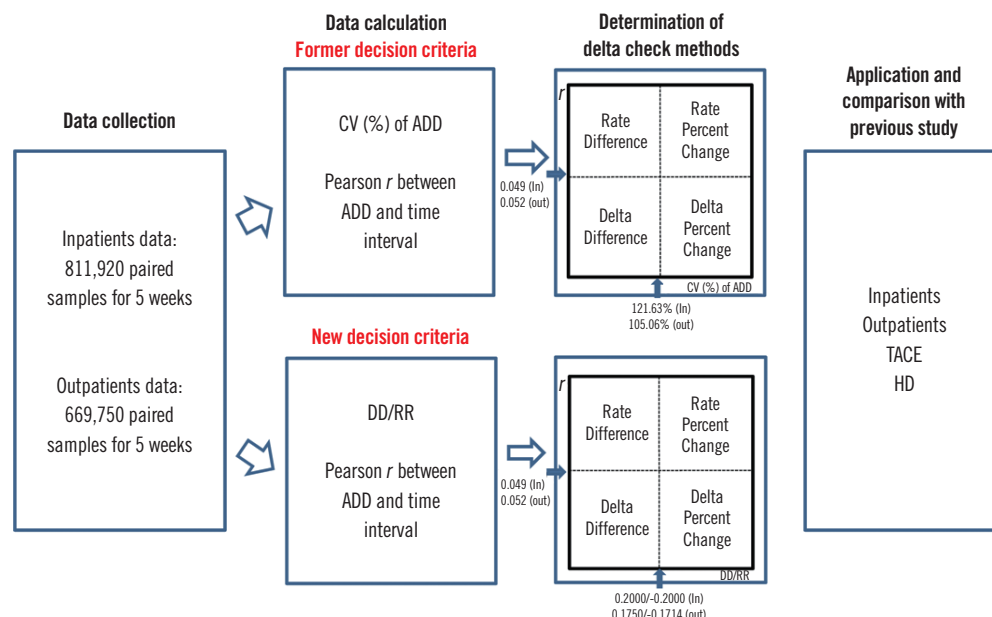 Data collection
Inpatients data:
811,920 paired
samples for 5 weeks
Outpatients data:
669,750 paired
samples for 5 weeks
Data calculation
Former decision criteria
CV (%) of ADD
Pearson r between
ADD and time
interval
New decision criteria
DD/RR
Pearson r between
ADD and time
interval
Determination of
delta check methods
r
Rate
Difference
Rate
Percent
Change
Delta
Difference
Delta
Percent
Change
0.049 (In)
0.052 (out)
CV (%) of ADD
121.63% (In)
105.06% (out)
r
Rate
Difference
Rate
Percent
Change
Delta
Difference
Delta
Percent
Change
0.049 (In)
0.052 (out)
DD/RR
0.2000/-0.2000 (In)
0.1750/-0.1714 (out)
Application and
comparison with
previous study
Inpatients
Outpatients
TACE
HD